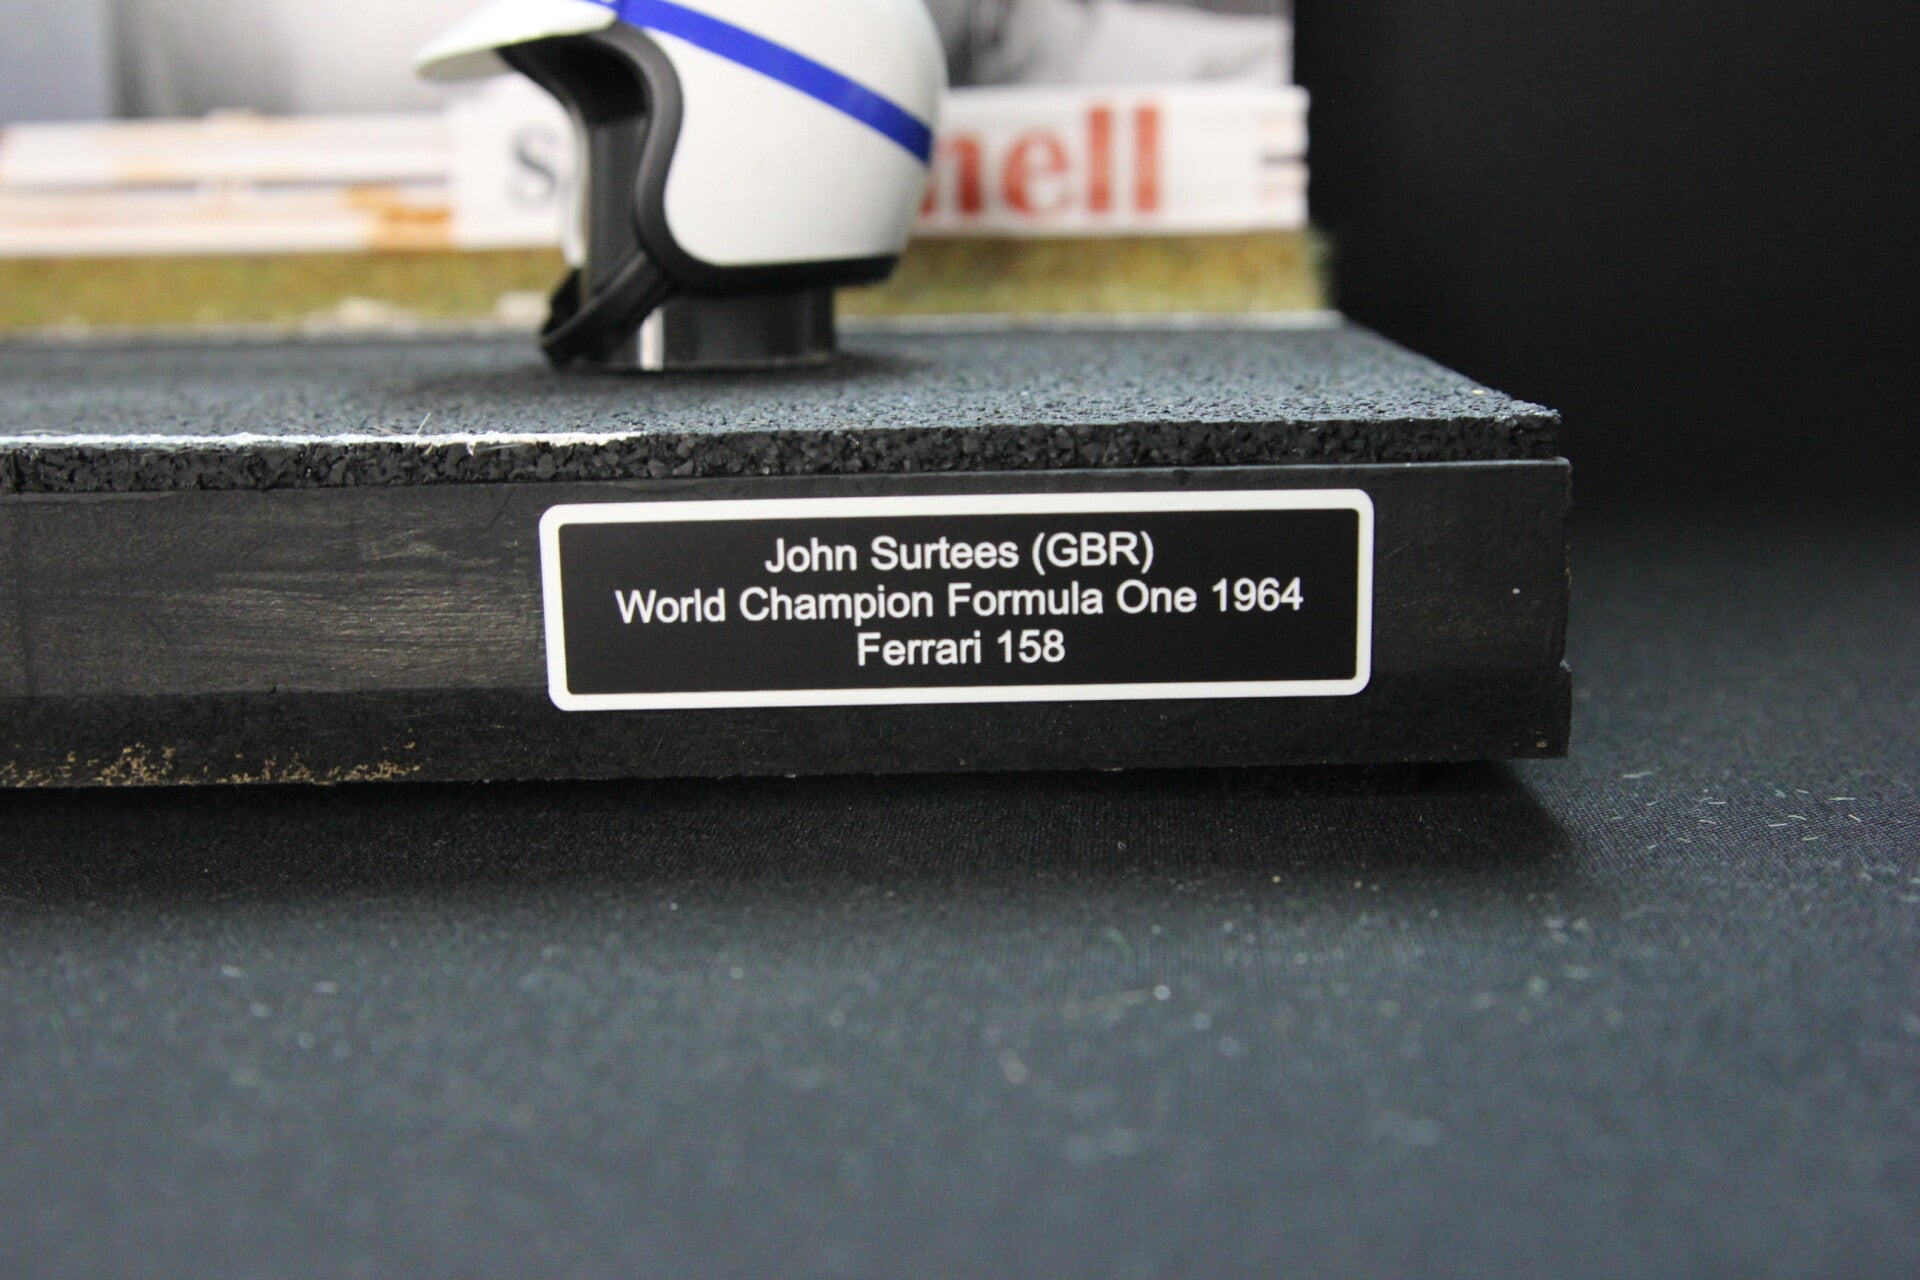 John Surtees (GBR)
World Champion Formula One 1964
Ferrari 158